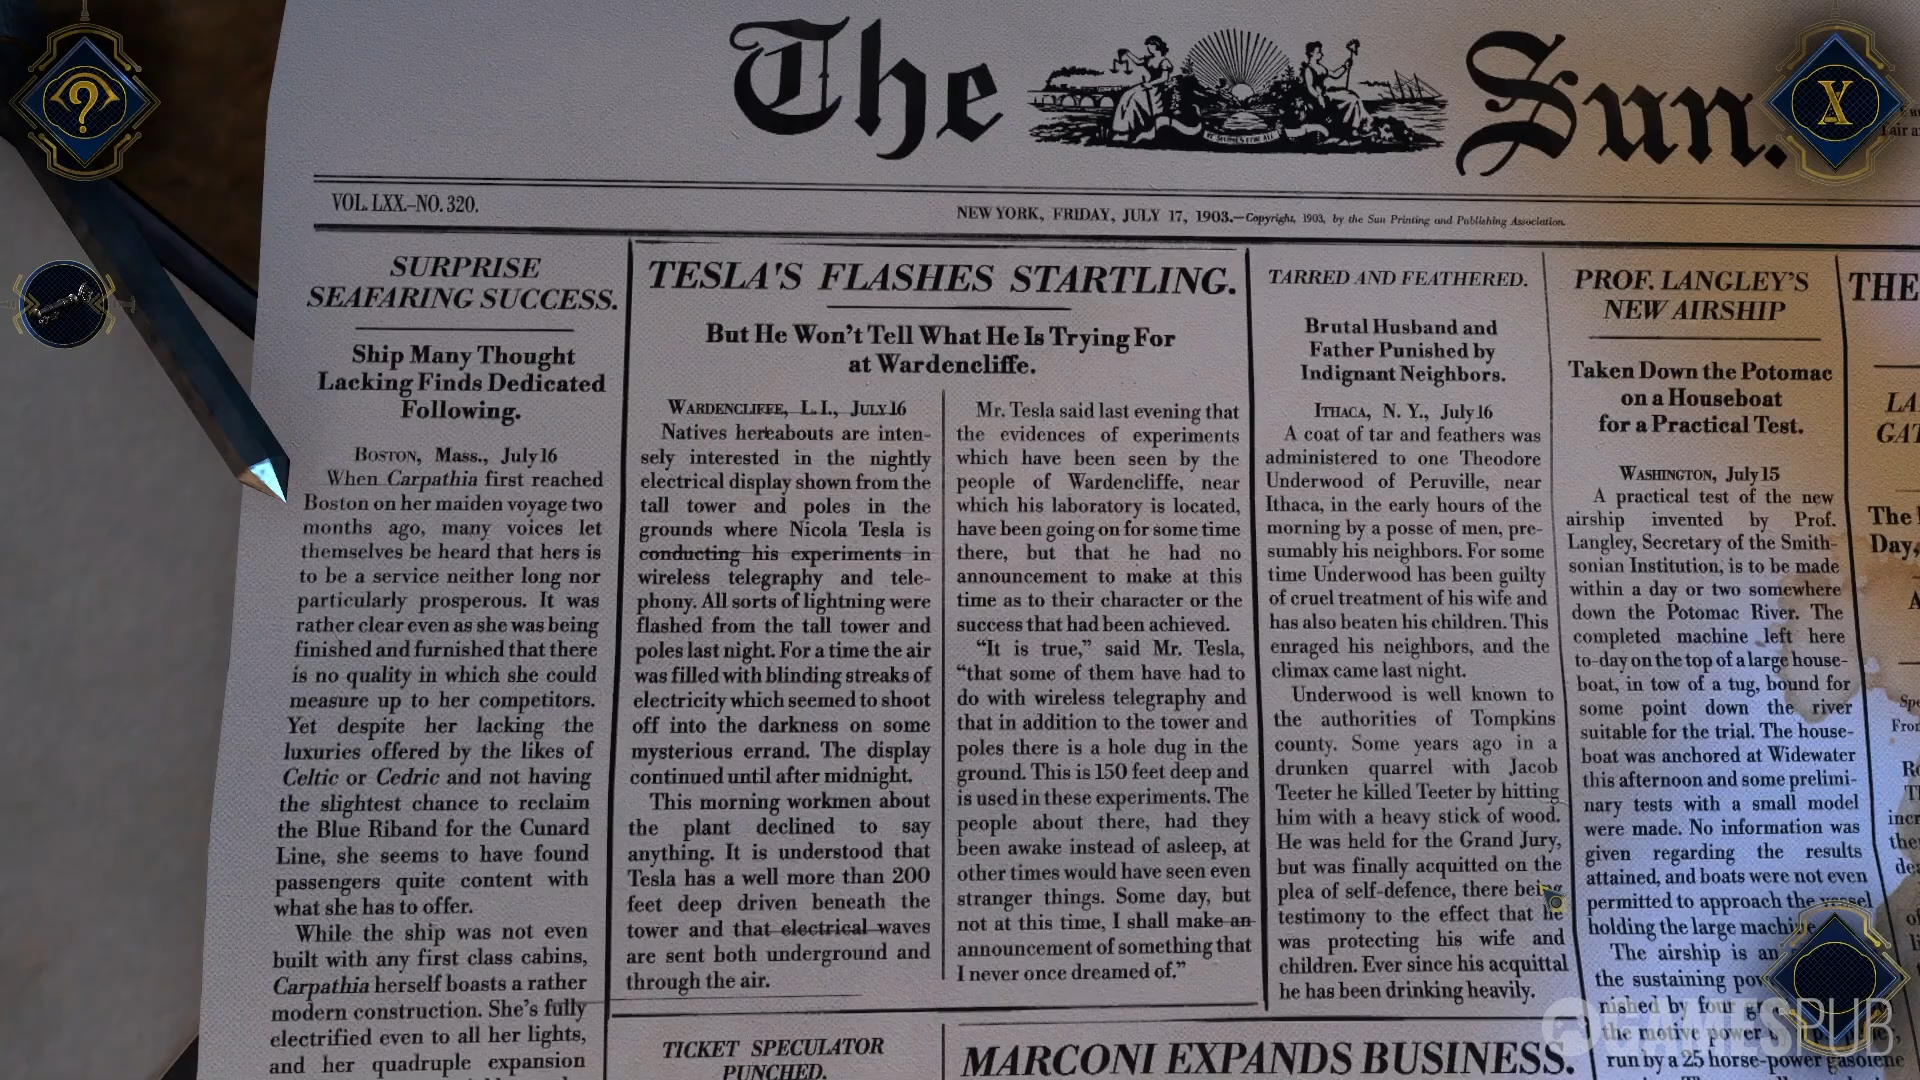 The Sun.
VOL. LXX.–NO. 320.
NEW YORK, FRIDAY, JULY 17, 1903.—Copyright, 1903, by the Sun Printing and Publishing Association.
SURPRISE
SEAFARING SUCCESS.
Ship Many Thought
Lacking Finds Dedicated
Following.
BOSTON, Mass., July 16
When Carpathia first reached
Boston on her maiden voyage two
months ago, many voices let
themselves be heard that hers is
to be a service neither long nor
particularly prosperous. It was
rather clear even as she was being
finished and furnished that there
is no quality in which she could
measure up to her competitors.
Yet despite her lacking the
luxuries offered by the likes of
Celtic or Cedric and not having
the slightest chance to reclaim
the Blue Riband for the Cunard
Line, she seems to have found
passengers quite content with
what she has to offer.
While the ship was not even
built with any first class cabins,
Carpathia herself boasts a rather
modern construction. She's fully
electrified even to all her lights,
and her quadruple expansion
TESLA'S FLASHES STARTLING.
But He Won't Tell What He Is Trying For
at Wardencliffe.
WARDENCLIFFE, L. I., JULY 16
Natives hereabouts are inten-
sely interested in the nightly
electrical display shown from the
tall tower and poles in the
grounds where Nicola Tesla is
conducting his experiments in
wireless telegraphy and tele-
phony. All sorts of lightning were
flashed from the tall tower and
poles last night. For a time the air
was filled with blinding streaks of
electricity which seemed to shoot
off into the darkness on some
mysterious errand. The display
continued until after midnight.
This morning workmen about
the plant declined to say
anything. It is understood that
Tesla has a well more than 200
feet deep driven beneath the
tower and that electrical waves
are sent both underground and
through the air.
Mr. Tesla said last evening that
the evidences of experiments
which have been seen by the
people of Wardencliffe, near
which his laboratory is located,
have been going on for some time
there, but that he had no
announcement to make at this
time as to their character or the
success that had been achieved.
"It is true," said Mr. Tesla,
"that some of them have had to
do with wireless telegraphy and
that in addition to the tower and
poles there is a hole dug in the
ground. This is 150 feet deep and
is used in these experiments. The
people about there, had they
been awake instead of asleep, at
other times would have seen even
stranger things. Some day, but
not at this time, I shall make an
announcement of something that
I never once dreamed of."
TICKET SPECULATOR
PUNCHED.
MARCONI EXPANDS BUSINESS.
TARRED AND FEATHERED.
Brutal Husband and
Father Punished by
Indignant Neighbors.
ITHACA, N. Y., July 16
A coat of tar and feathers was
administered to one Theodore
Underwood of Peruville, near
Ithaca, in the early hours of the
morning by a posse of men, pre-
sumably his neighbors. For some
time Underwood has been guilty
of cruel treatment of his wife and
has also beaten his children. This
enraged his neighbors, and the
climax came last night.
Underwood is well known to
the authorities of Tompkins
county. Some years ago in a
drunken quarrel with Jacob
Teeter he killed Teeter by hitting
him with a heavy stick of wood.
He was held for the Grand Jury,
but was finally acquitted on the
plea of self-defence, there being
testimony to the effect that he
was protecting his wife and
children. Ever since his acquittal
he has been drinking heavily.
PROF. LANGLEY'S
NEW AIRSHIP
Taken Down the Potomac
on a Houseboat
for a Practical Test.
WASHINGTON, July 15
A practical test of the new
airship invented by Prof.
Langley, Secretary of the Smith-
sonian Institution, is to be made
within a day or two somewhere
down the Potomac River. The
completed machine left here
to-day on the top of a large house-
boat, in tow of a tug, bound for
some point down the river
suitable for the trial. The house-
boat was anchored at Widewater
this afternoon and some prelimi-
nary tests with a small model
were made. No information was
given regarding the results
attained, and boats were not even
permitted to approach the vessel
holding the large machine
The airship is an
the sustaining
nished by four
the motive power
run by a 25 horse-power gasolene
THE
The
Day,
?
X
GAMESPUB